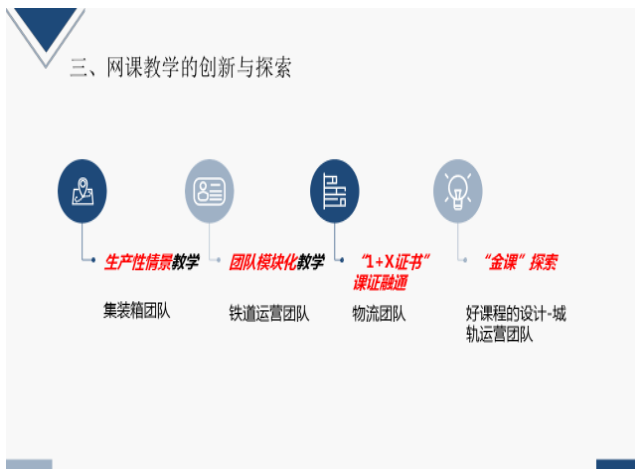 三、网课教学的创新与探索
生产性情景教学
集装箱团队
团队模块化教学
铁道运营团队
“1+X证书”
课证融通
物流团队
“金课”探索
好课程的设计-城
轨运营团队